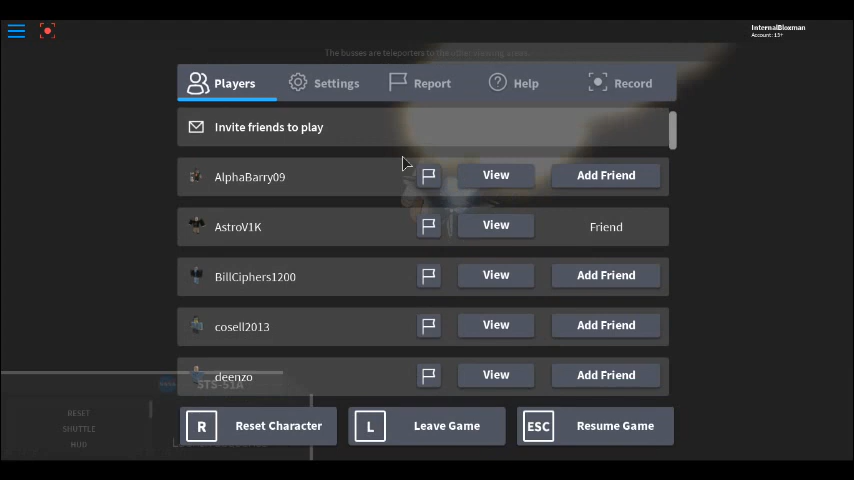 InternalBloxman
Account: 13+
The busses are teleporters to the other viewing areas.
Players Settings Report Help Record
Invite friends to play
AlphaBarry09 View Add Friend
AstroV1K View Friend
BillCiphers1200 View Add Friend
cosell2013 View Add Friend
deenzo View Add Friend
STS-51A
RESET
SHUTTLE
HUD
R Reset Character L Leave Game ESC Resume Game